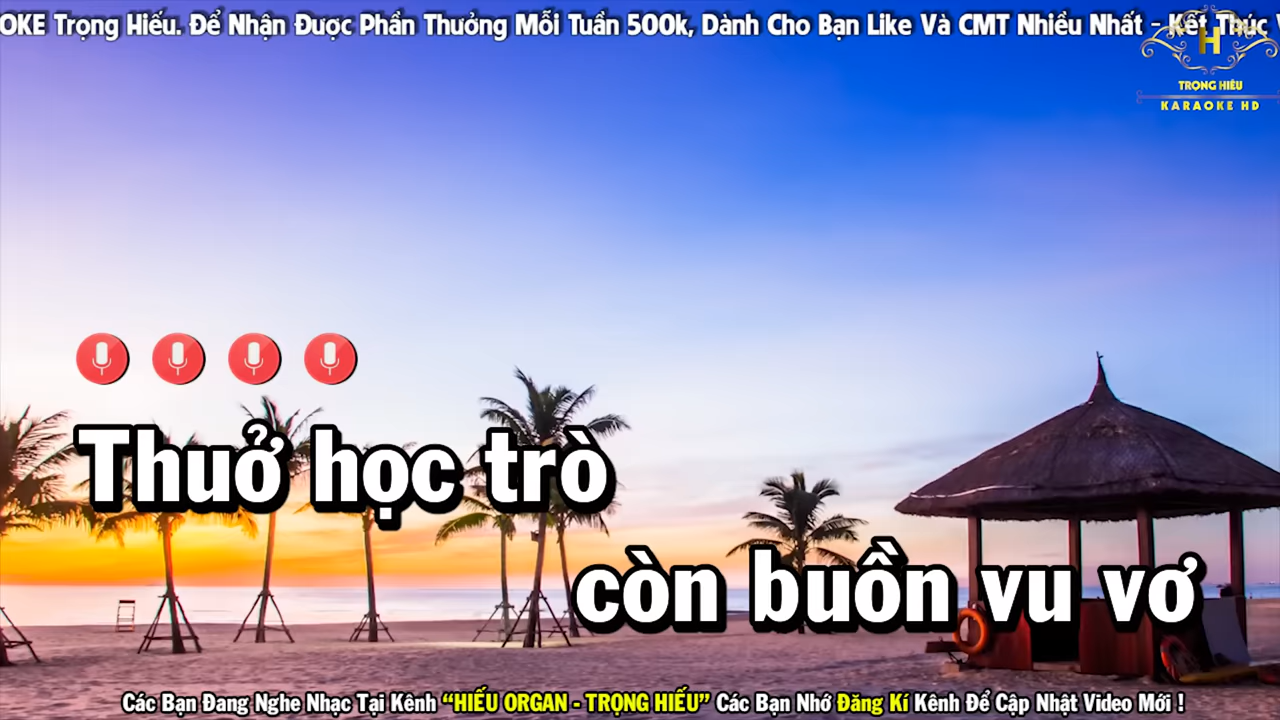 OKE Trọng Hiếu. Để Nhận Được Phần Thưởng Mỗi Tuần 500k, Dành Cho Bạn Like Và CMT Nhiều Nhất - Kết Thúc
H
TRỌNG HIẾU
KARAOKE HD
Thuở học trò
còn buồn vu vơ
Các Bạn Đang Nghe Nhạc Tại Kênh “HIẾU ORGAN - TRỌNG HIẾU” Các Bạn Nhớ Đăng Kí Kênh Để Cập Nhật Video Mới !